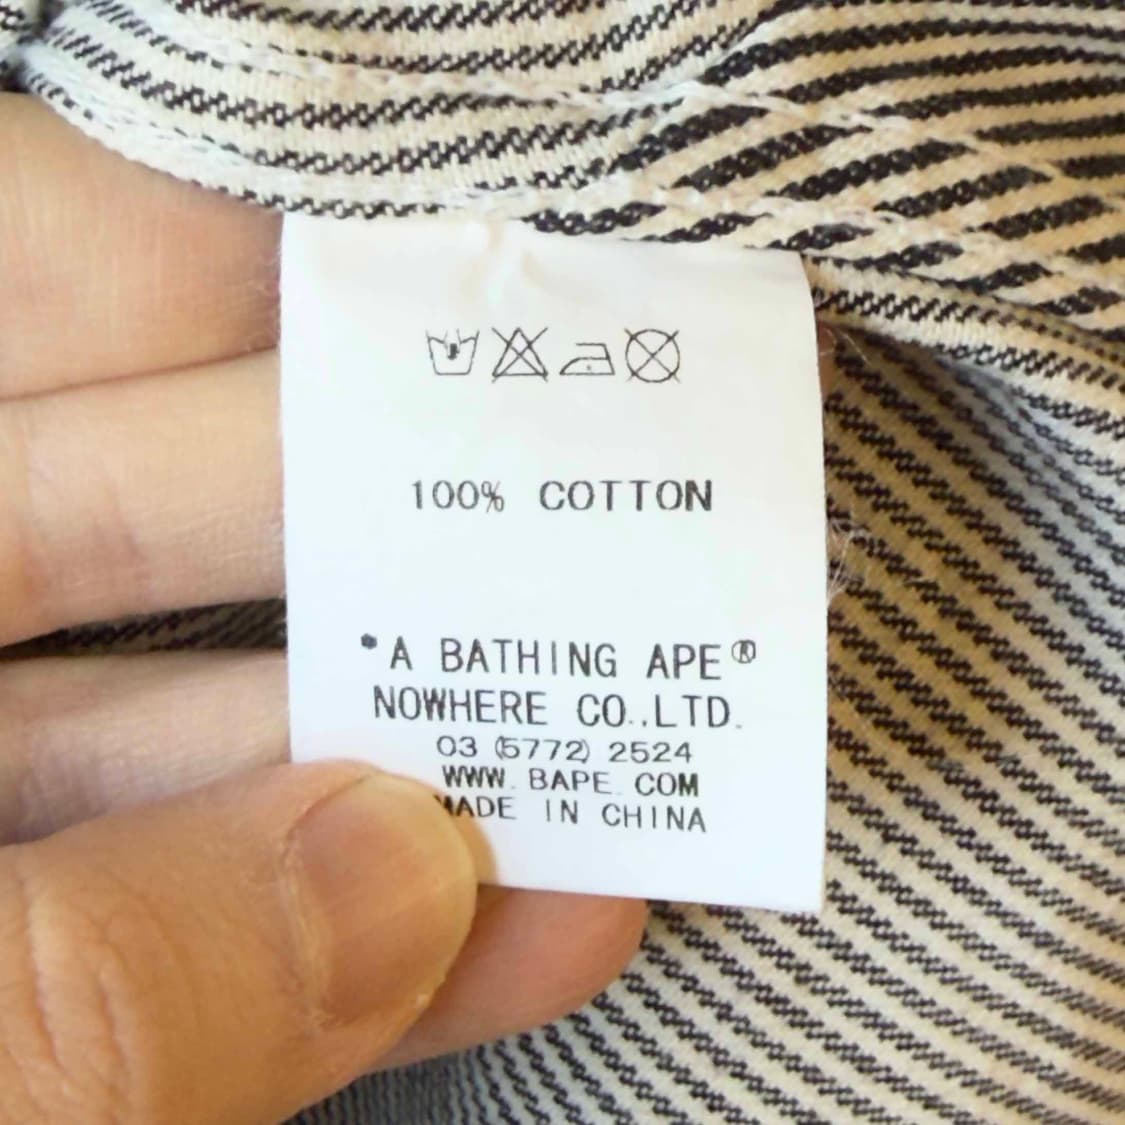 100% COTTON
"A BATHING APE®
NOWHERE CO.,LTD.
03 (5772) 2524
WWW.BAPE.COM
MADE IN CHINA